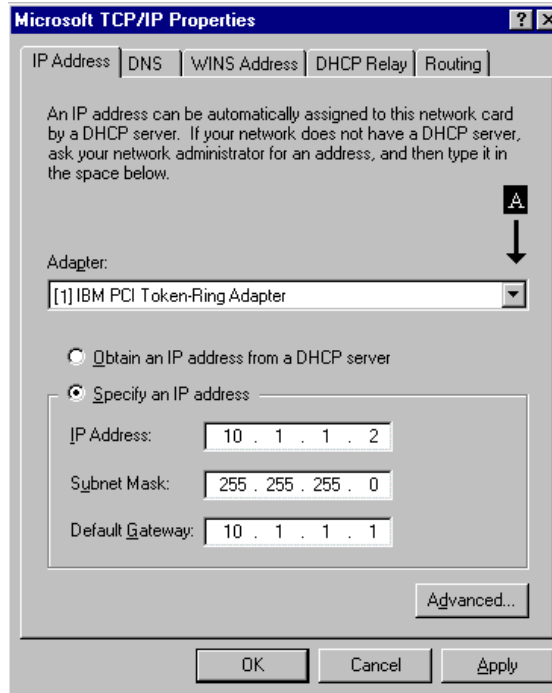 Microsoft TCP/IP Properties
IP Address DNS WINS Address DHCP Relay Routing
An IP address can be automatically assigned to this network card
by a DHCP server. If your network does not have a DHCP server,
ask your network administrator for an address, and then type it in
the space below.
A
Adapter:
[1] IBM PCI Token-Ring Adapter
Obtain an IP address from a DHCP server
Specify an IP address
IP Address: 10 . 1 . 1 . 2
Subnet Mask: 255 . 255 . 255 . 0
Default Gateway: 10 . 1 . 1 . 1
Advanced...
OK Cancel Apply